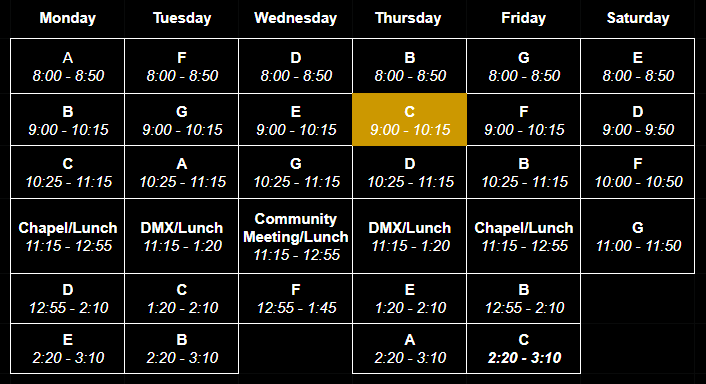 Monday Tuesday Wednesday Thursday Friday Saturday
A F D B G E
8:00 - 8:50 8:00 - 8:50 8:00 - 8:50 8:00 - 8:50 8:00 - 8:50 8:00 - 8:50
B G E C F D
9:00 - 10:15 9:00 - 10:15 9:00 - 10:15 9:00 - 10:15 9:00 - 10:15 9:00 - 9:50
C A G D B F
10:25 - 11:15 10:25 - 11:15 10:25 - 11:15 10:25 - 11:15 10:25 - 11:15 10:00 - 10:50
Chapel/Lunch DMX/Lunch Community Meeting/Lunch DMX/Lunch Chapel/Lunch G
11:15 - 12:55 11:15 - 1:20 11:15 - 12:55 11:15 - 1:20 11:15 - 12:55 11:00 - 11:50
D C F E B
12:55 - 2:10 1:20 - 2:10 12:55 - 1:45 1:20 - 2:10 12:55 - 2:10
E B A C
2:20 - 3:10 2:20 - 3:10 2:20 - 3:10 2:20 - 3:10